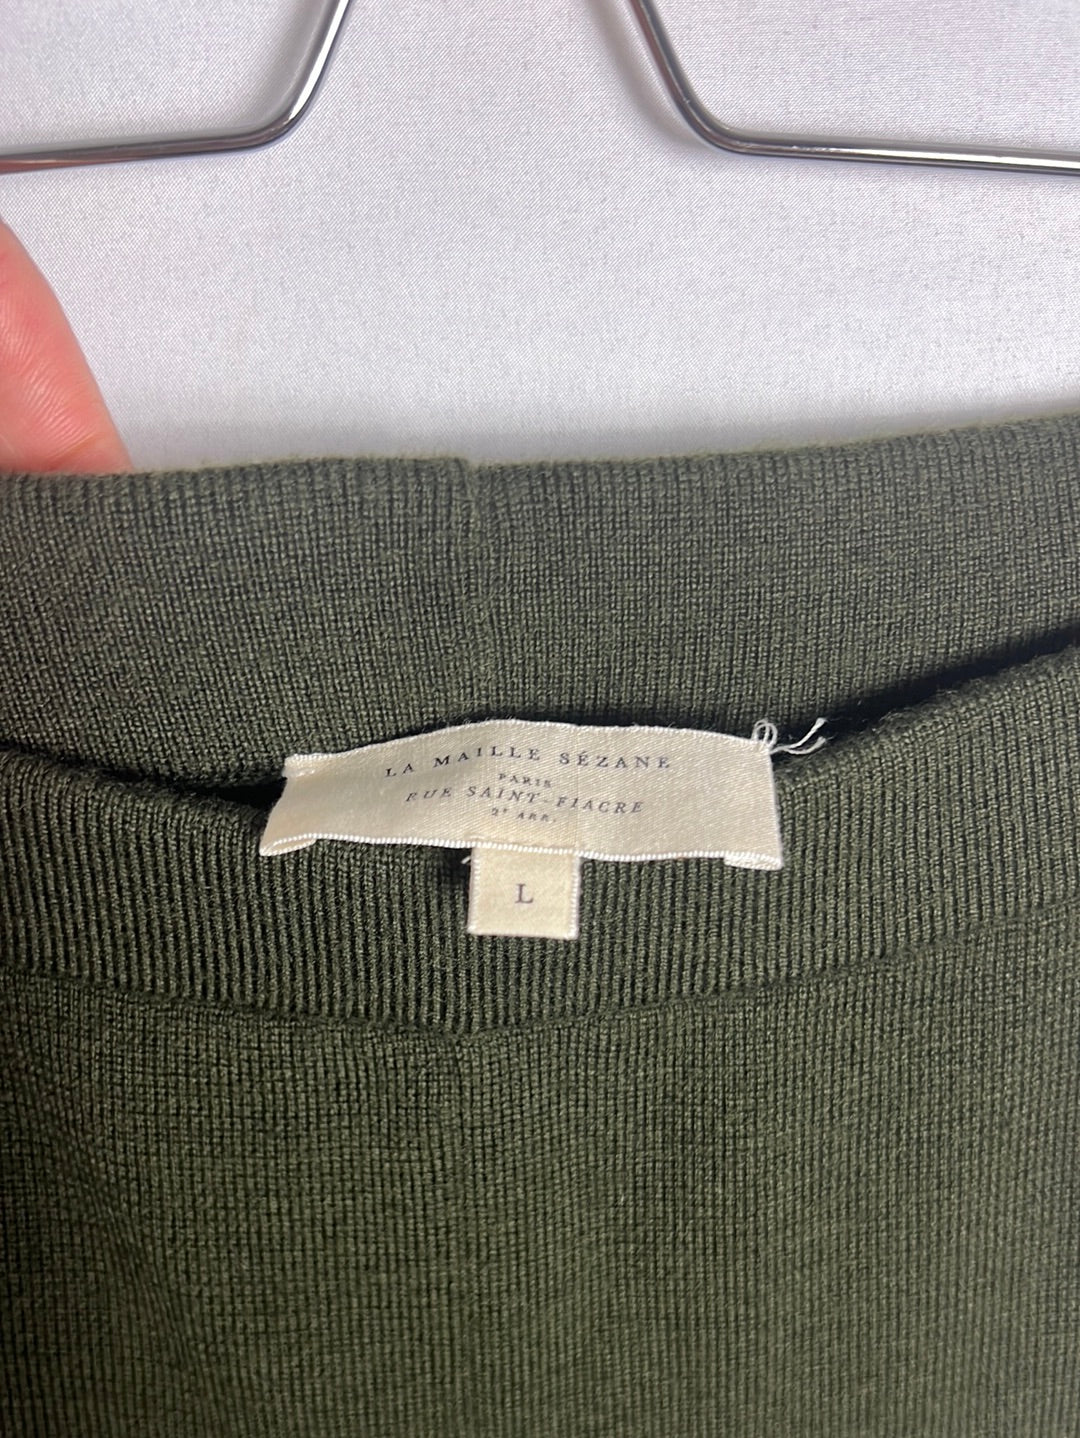 LA MAILLE SÉZANE
PARIS
RUE SAINT-FIACRE
2e ARR.
L